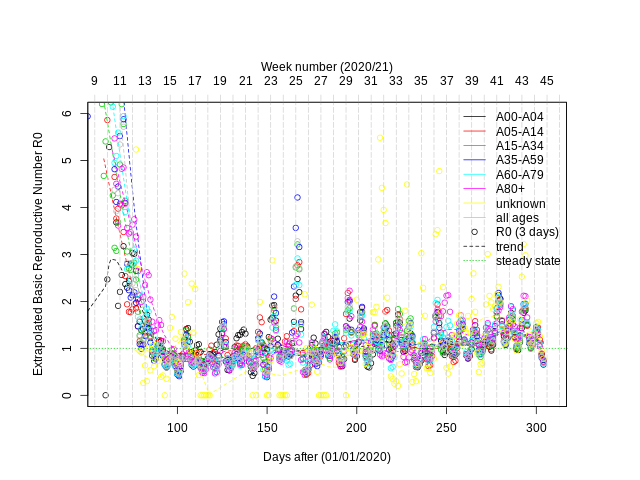 Week number (2020/21)
9 11 13 15 17 19 21 23 25 27 29 31 33 35 37 39 41 43 45
Extrapolated Basic Reproductive Number R0
6
5
4
3
2
1
0
A00-A04
A05-A14
A15-A34
A35-A59
A60-A79
A80+
unknown
all ages
R0 (3 days)
trend
steady state
100 150 200 250 300
Days after (01/01/2020)